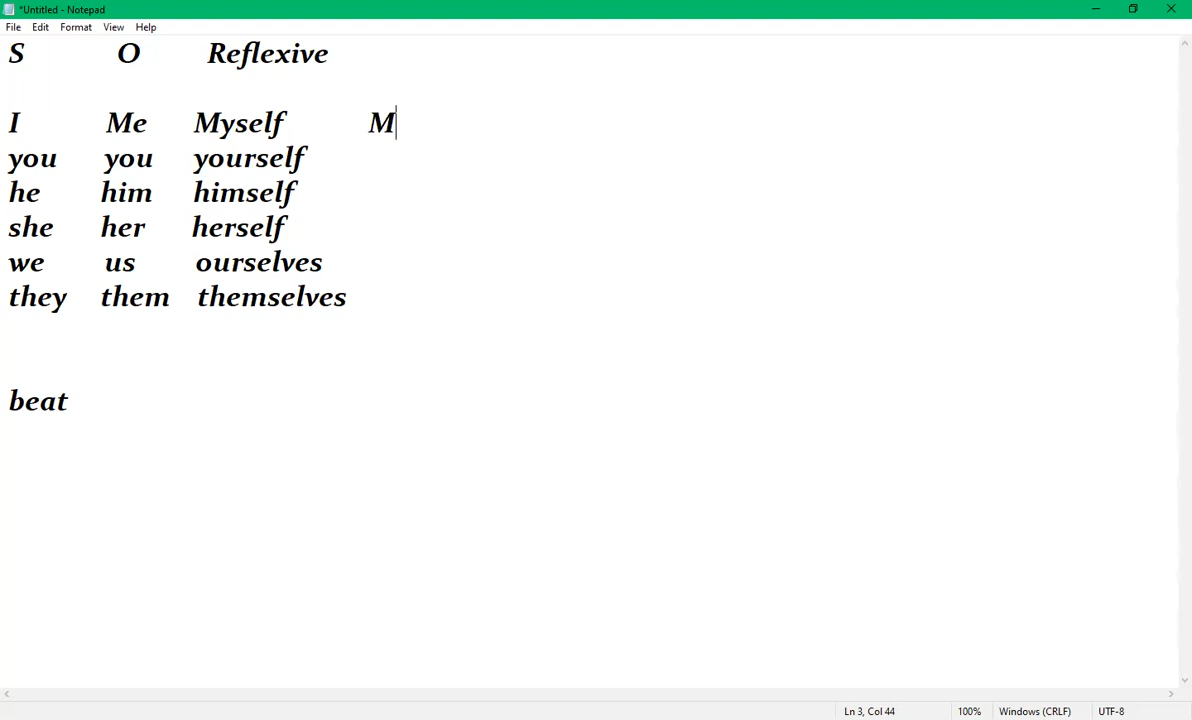 *Untitled - Notepad
File Edit Format View Help
S O Reflexive
I Me Myself M
you you yourself
he him himself
she her herself
we us ourselves
they them themselves
beat
Ln 3, Col 44 100% Windows (CRLF) UTF-8